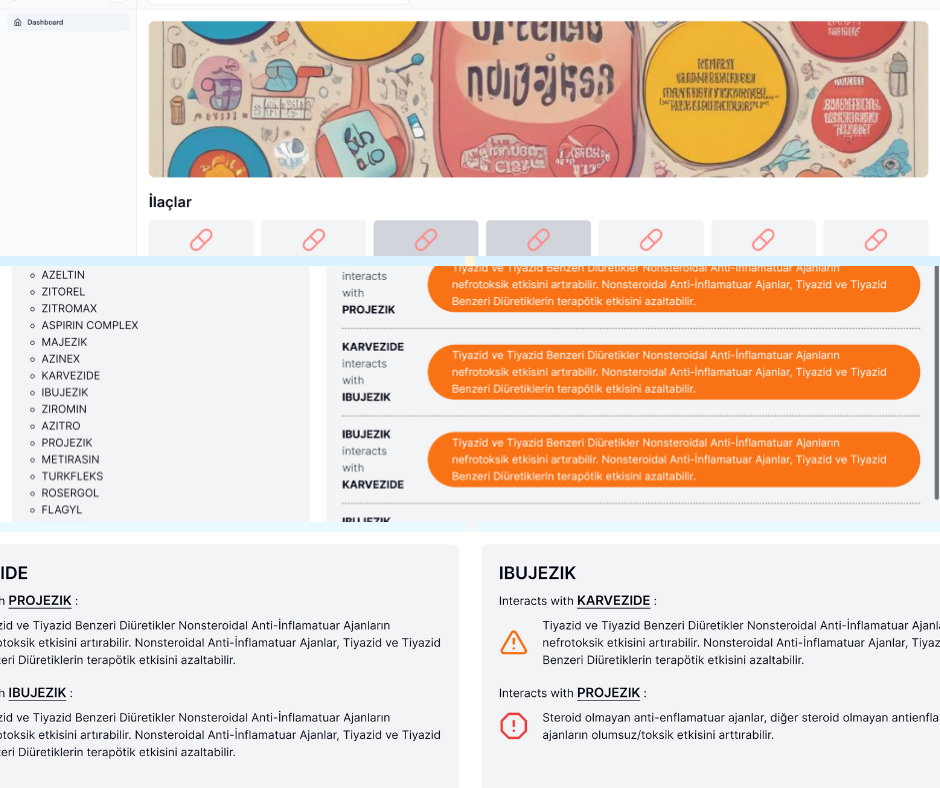 Dashboard
İlaçlar
AZELTIN
ZITOREL
ZITROMAX
ASPIRIN COMPLEX
MAJEZIK
AZINEX
KARVEZIDE
IBUJEZIK
ZIROMIN
AZITRO
PROJEZIK
METIRASIN
TURKFLEKS
ROSERGOL
FLAGYL
interacts
with
PROJEZIK
Tiyazid ve Tiyazid Benzeri Diüretikler Nonsteroidal Anti-İnflamatuar Ajanların
nefrotoksik etkisini artırabilir. Nonsteroidal Anti-İnflamatuar Ajanlar, Tiyazid ve Tiyazid
Benzeri Diüretiklerin terapötik etkisini azaltabilir.
KARVEZIDE
interacts
with
IBUJEZIK
Tiyazid ve Tiyazid Benzeri Diüretikler Nonsteroidal Anti-İnflamatuar Ajanların
nefrotoksik etkisini artırabilir. Nonsteroidal Anti-İnflamatuar Ajanlar, Tiyazid ve Tiyazid
Benzeri Diüretiklerin terapötik etkisini azaltabilir.
IBUJEZIK
interacts
with
KARVEZIDE
Tiyazid ve Tiyazid Benzeri Diüretikler Nonsteroidal Anti-İnflamatuar Ajanların
nefrotoksik etkisini artırabilir. Nonsteroidal Anti-İnflamatuar Ajanlar, Tiyazid ve Tiyazid
Benzeri Diüretiklerin terapötik etkisini azaltabilir.
IBUJEZIK
IDE
h PROJEZIK :
zid ve Tiyazid Benzeri Diüretikler Nonsteroidal Anti-İnflamatuar Ajanların
otoksik etkisini artırabilir. Nonsteroidal Anti-İnflamatuar Ajanlar, Tiyazid ve Tiyazid
eri Diüretiklerin terapötik etkisini azaltabilir.
h IBUJEZIK :
zid ve Tiyazid Benzeri Diüretikler Nonsteroidal Anti-İnflamatuar Ajanların
otoksik etkisini artırabilir. Nonsteroidal Anti-İnflamatuar Ajanlar, Tiyazid ve Tiyazid
eri Diüretiklerin terapötik etkisini azaltabilir.
IBUJEZIK
Interacts with KARVEZIDE :
Tiyazid ve Tiyazid Benzeri Diüretikler Nonsteroidal Anti-İnflamatuar Ajanla
nefrotoksik etkisini artırabilir. Nonsteroidal Anti-İnflamatuar Ajanlar, Tiyaz
Benzeri Diüretiklerin terapötik etkisini azaltabilir.
Interacts with PROJEZIK :
Steroid olmayan anti-enflamatuar ajanlar, diğer steroid olmayan antienfla
ajanların olumsuz/toksik etkisini arttırabilir.